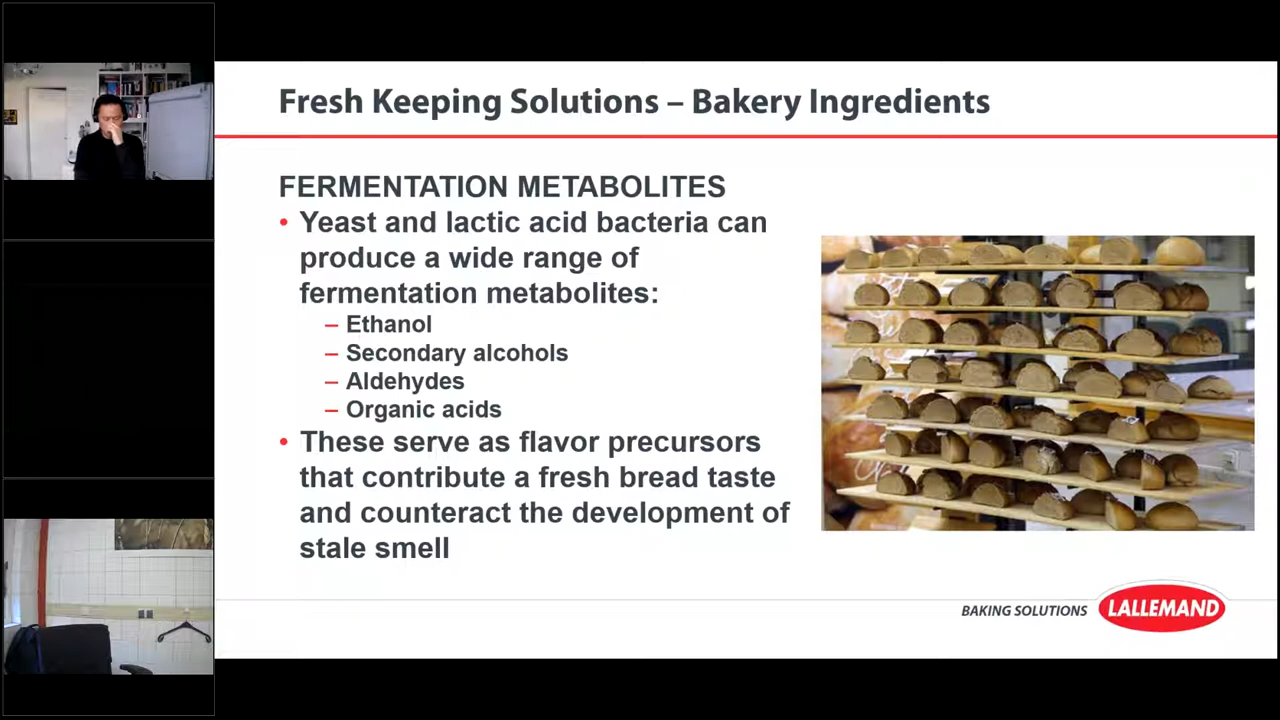 Fresh Keeping Solutions – Bakery Ingredients
FERMENTATION METABOLITES
• Yeast and lactic acid bacteria can
produce a wide range of
fermentation metabolites:
– Ethanol
– Secondary alcohols
– Aldehydes
– Organic acids
• These serve as flavor precursors
that contribute a fresh bread taste
and counteract the development of
stale smell
BAKING SOLUTIONS
LALLEMAND